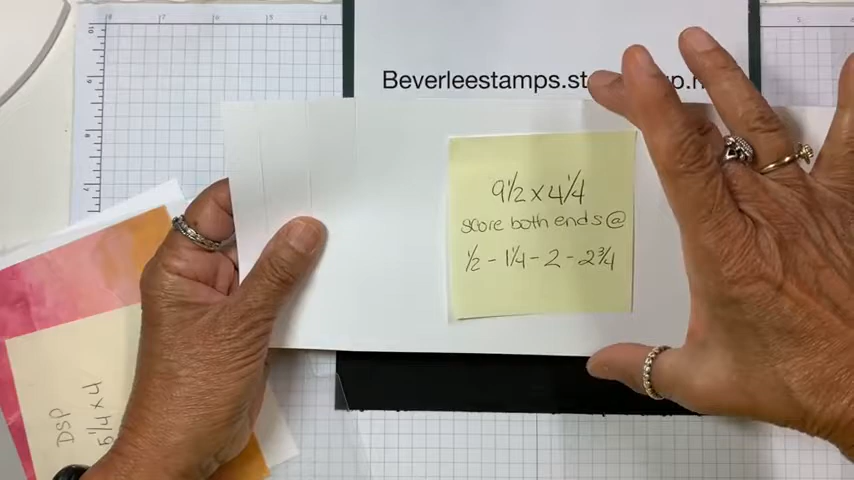 Beverleestamps.st
9½ x 4¼
score both ends @
½ - 1¼ - 2 - 2¾
DSP
5¼ x 4